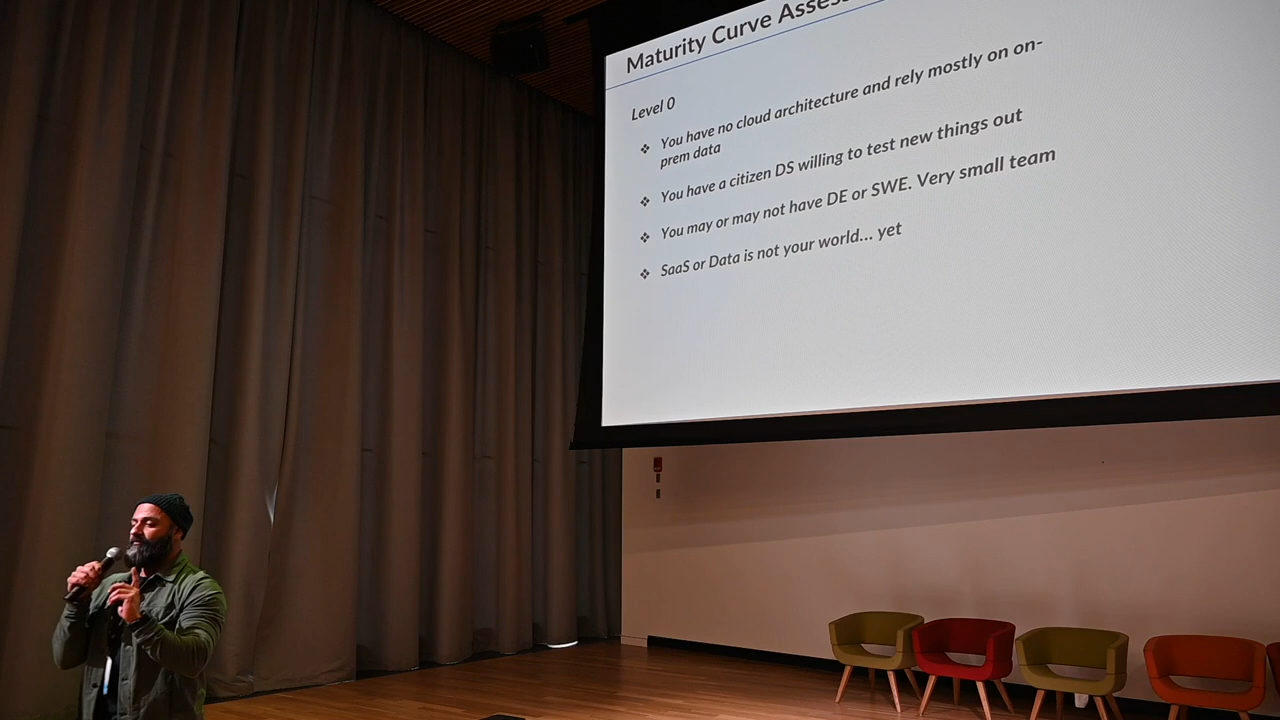 Maturity Curve
Level 0
❖ You have no cloud architecture and rely mostly on on-
prem data
❖ You have a citizen DS willing to test new things out
❖ You may or may not have DE or SWE. Very small team
❖ SaaS or Data is not your world... yet